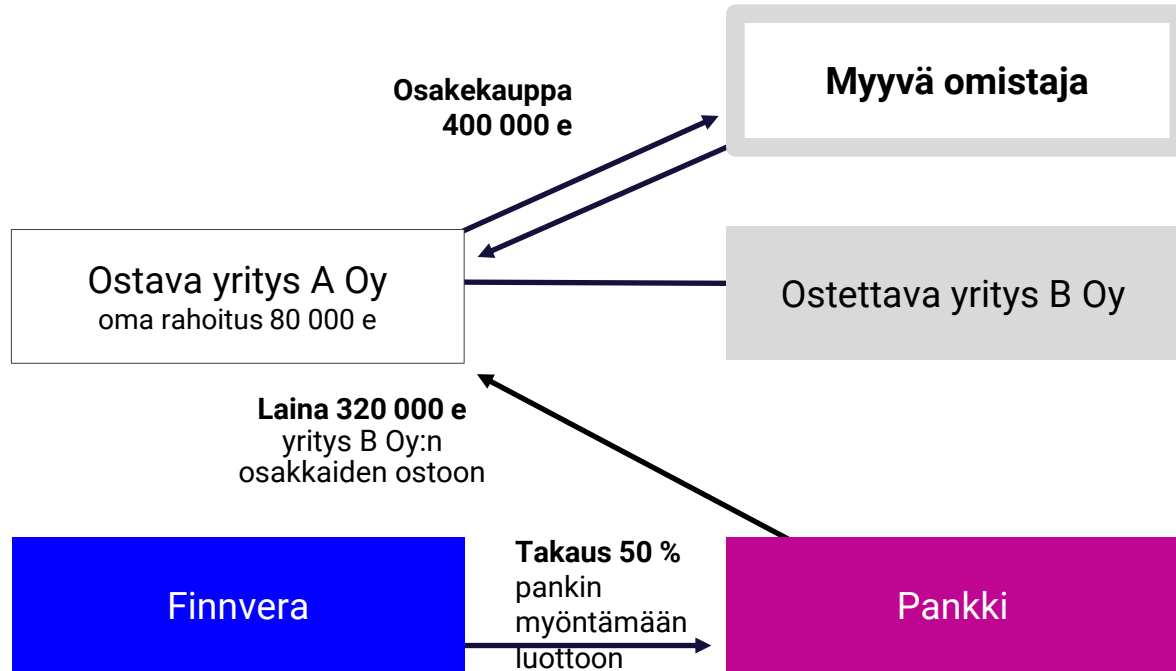 Myyvä omistaja
Osakekauppa
400 000 e
Ostava yritys A Oy
oma rahoitus 80 000 e
Ostettava yritys B Oy
Laina 320 000 e
yritys B Oy:n
osakkaiden ostoon
Finnvera
Takaus 50 %
pankin
myöntämään
luottoon
Pankki